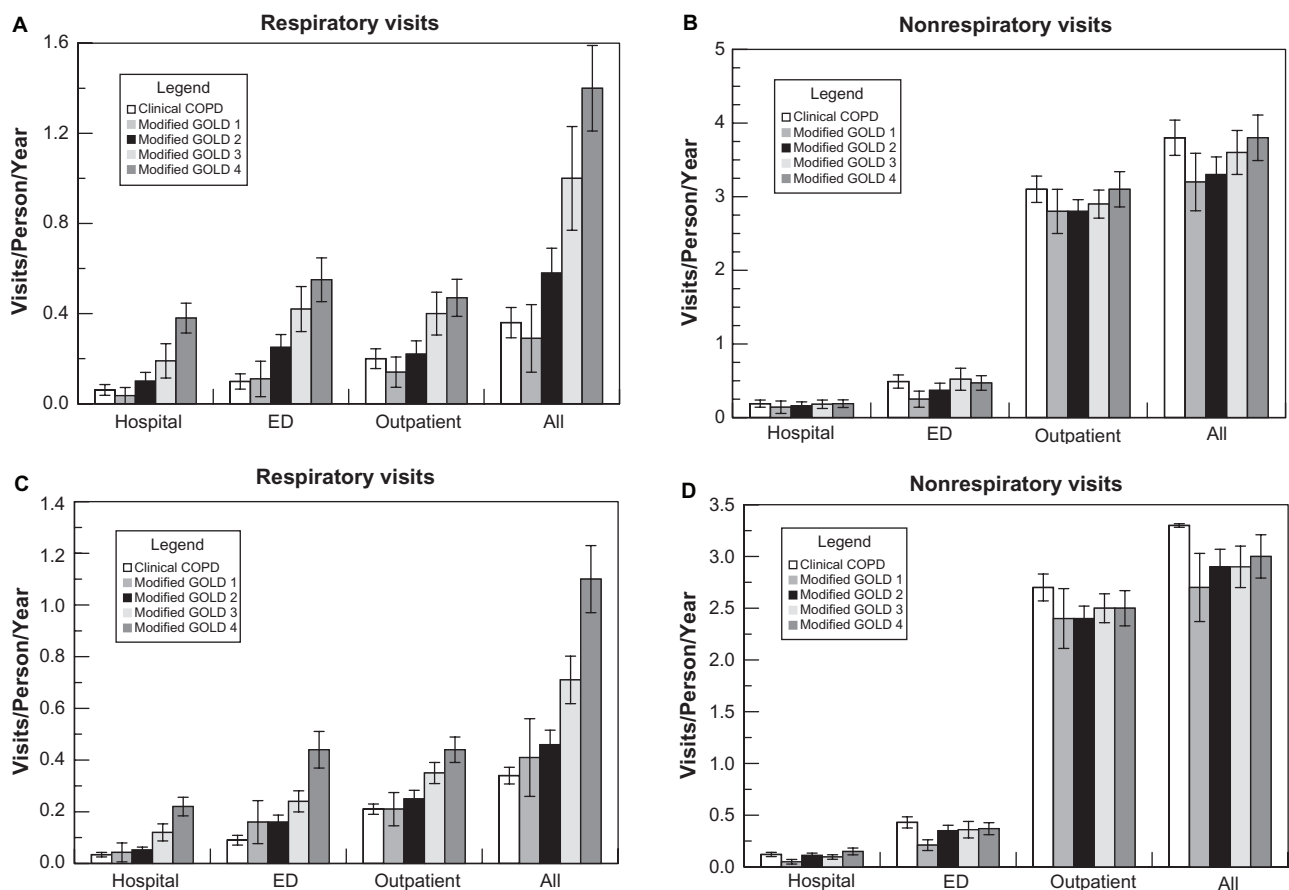 A
Respiratory visits
1.6
1.2
0.8
0.4
0.0
Visits/Person/Year
Legend
Clinical COPD
Modified GOLD 1
Modified GOLD 2
Modified GOLD 3
Modified GOLD 4
Hospital ED Outpatient All
B
Nonrespiratory visits
5
4
3
2
1
0
Visits/Person/Year
Legend
Clinical COPD
Modified GOLD 1
Modified GOLD 2
Modified GOLD 3
Modified GOLD 4
Hospital ED Outpatient All
C
Respiratory visits
1.4
1.2
1.0
0.8
0.6
0.4
0.2
0.0
Visits/Person/Year
Legend
Clinical COPD
Modified GOLD 1
Modified GOLD 2
Modified GOLD 3
Modified GOLD 4
Hospital ED Outpatient All
D
Nonrespiratory visits
3.5
3.0
2.5
2.0
1.5
1.0
0.5
0.0
Visits/Person/Year
Legend
Clinical COPD
Modified GOLD 1
Modified GOLD 2
Modified GOLD 3
Modified GOLD 4
Hospital ED Outpatient All